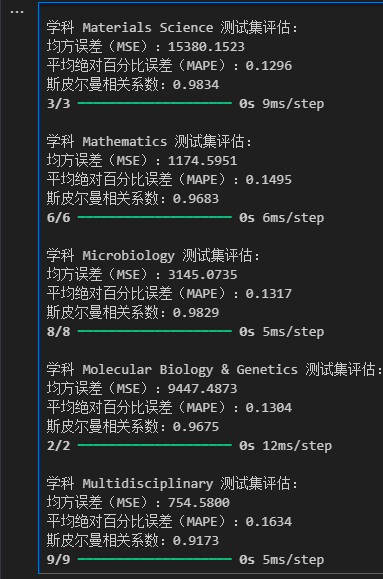 ...
学科 Materials Science 测试集评估:
均方误差（MSE）: 15380.1523
平均绝对百分比误差（MAPE）: 0.1296
斯皮尔曼相关系数: 0.9834
3/3 ━━━━━━━━━━━━━━━━━━━━ 0s 9ms/step
学科 Mathematics 测试集评估:
均方误差（MSE）: 1174.5951
平均绝对百分比误差（MAPE）: 0.1495
斯皮尔曼相关系数: 0.9683
6/6 ━━━━━━━━━━━━━━━━━━━━ 0s 6ms/step
学科 Microbiology 测试集评估:
均方误差（MSE）: 3145.0735
平均绝对百分比误差（MAPE）: 0.1317
斯皮尔曼相关系数: 0.9829
8/8 ━━━━━━━━━━━━━━━━━━━━ 0s 5ms/step
学科 Molecular Biology & Genetics 测试集评估:
均方误差（MSE）: 9447.4873
平均绝对百分比误差（MAPE）: 0.1304
斯皮尔曼相关系数: 0.9675
2/2 ━━━━━━━━━━━━━━━━━━━━ 0s 12ms/step
学科 Multidisciplinary 测试集评估:
均方误差（MSE）: 754.5800
平均绝对百分比误差（MAPE）: 0.1634
斯皮尔曼相关系数: 0.9173
9/9 ━━━━━━━━━━━━━━━━━━━━ 0s 5ms/step